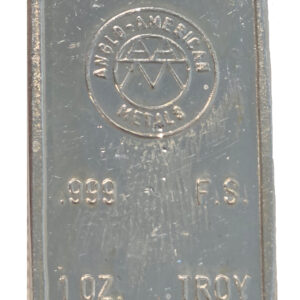 ANGLO-AMERICAN
METALS
.999 F.S.
1 OZ. TROY